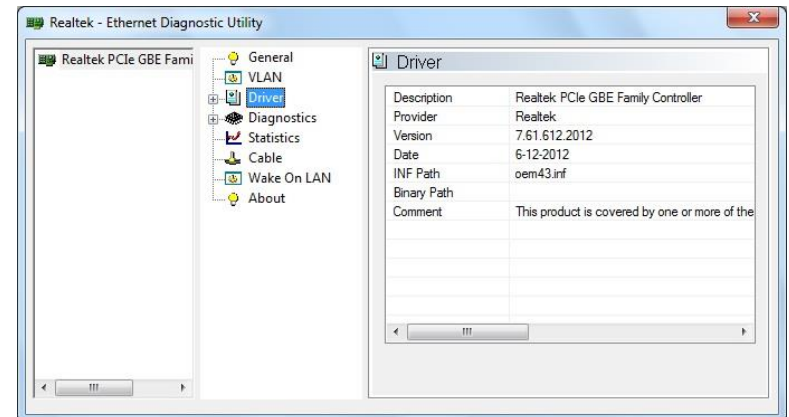 Realtek - Ethernet Diagnostic Utility
Realtek PCIe GBE Fami
General
VLAN
Driver
Diagnostics
Statistics
Cable
Wake On LAN
About
Driver
Description Realtek PCIe GBE Family Controller
Provider Realtek
Version 7.61.612.2012
Date 6-12-2012
INF Path oem43.inf
Binary Path
Comment This product is covered by one or more of the